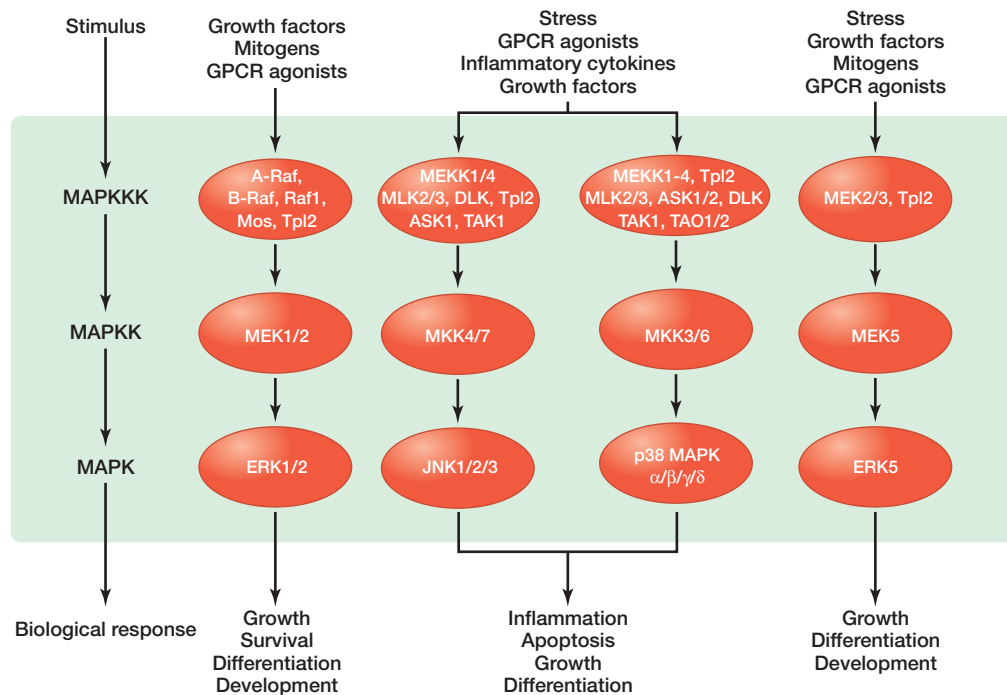 Stimulus
Growth factors
Mitogens
GPCR agonists
Stress
GPCR agonists
Inflammatory cytokines
Growth factors
Stress
Growth factors
Mitogens
GPCR agonists
MAPKKK
A-Raf,
B-Raf, Raf1,
Mos, Tpl2
MEKK1/4
MLK2/3, DLK, Tpl2
ASK1, TAK1
MEKK1-4, Tpl2
MLK2/3, ASK1/2, DLK
TAK1, TAO1/2
MEK2/3, Tpl2
MAPKK
MEK1/2
MKK4/7
MKK3/6
MEK5
MAPK
ERK1/2
JNK1/2/3
p38 MAPK
α/β/γ/δ
ERK5
Biological response
Growth
Survival
Differentiation
Development
Inflammation
Apoptosis
Growth
Differentiation
Growth
Differentiation
Development